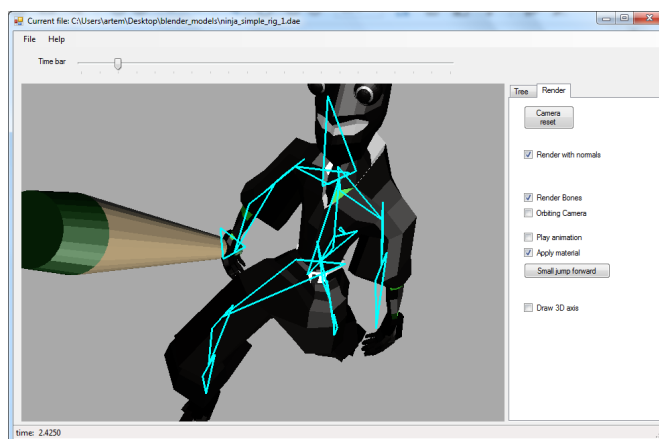 Current file: C:\Users\artem\Desktop\blender_models\ninja_simple_rig_1.dae
File Help
Time bar
Tree Render
Camera
reset
Render with normals
Render Bones
Orbiting Camera
Play animation
Apply material
Small jump forward
Draw 3D axis
time: 2.4250